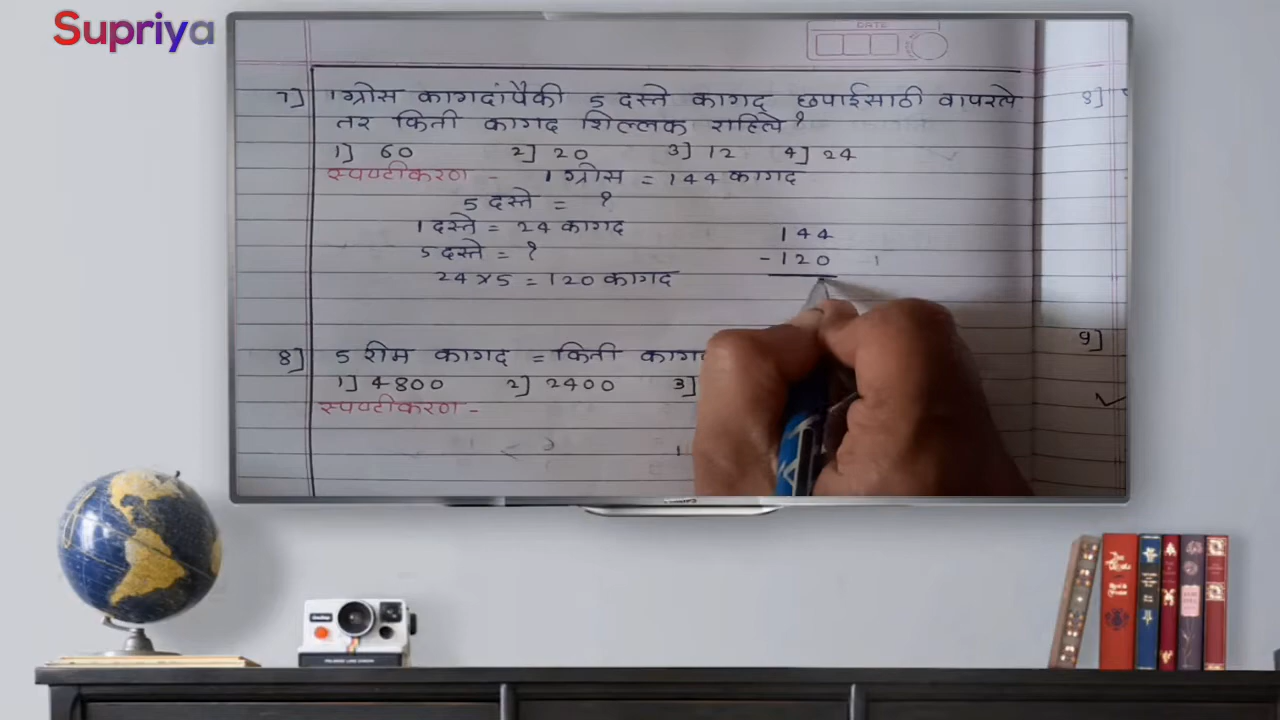 Supriya
DATE
7] 1 ग्रोस कागदांपैकी 5 दस्ते कागद छपाईसाठी वापरले 8]
तर किती कागद शिल्लक राहिले?
1] 60 2] 20 3] 12 4] 24
स्पष्टीकरण - 1 ग्रोस = 144 कागद
5 दस्ते = ?
1 दस्ते = 24 कागद 144
5 दस्ते = ? - 120
24 x 5 = 120 कागद
9]
8] 5 रीम कागद = किती
1] 4800 2] 2400 3]
स्पष्टीकरण -